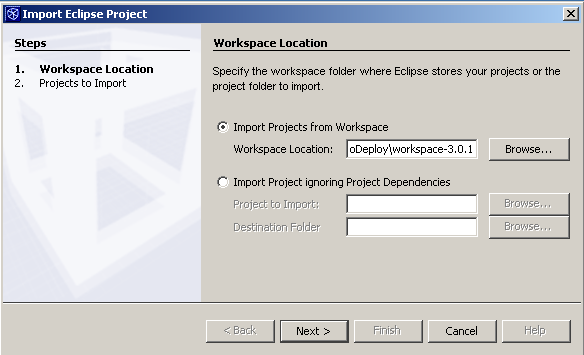 Import Eclipse Project
Steps
1. Workspace Location
2. Projects to Import
Workspace Location
Specify the workspace folder where Eclipse stores your projects or the
project folder to import.
Import Projects from Workspace
Workspace Location: oDeploy\workspace-3.0.1 Browse...
Import Project ignoring Project Dependencies
Project to Import: Browse...
Destination Folder Browse...
< Back Next > Finish Cancel Help